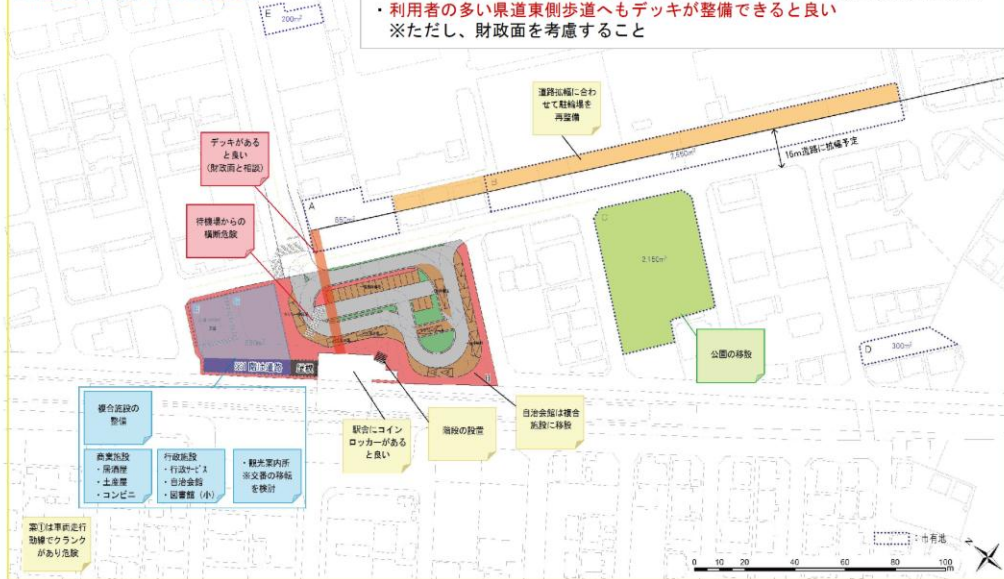 ・利用者の多い県道東側歩道へもデッキが整備できると良い
※ただし、財政面を考慮すること
E
200m²
道路拡幅に合わ
せて駐輪場を
再整備
デッキがある
と良い
(財政面と相談)
16m道路に拡幅予定
B
A
待機場からの
横断危険
C
2,150m²
公園の移設
D
300m²
複合施設の
整備
商業施設
・居酒屋
・土産屋
・コンビニ
行政施設
・行政サービス
・自治会館
・図書館（小）
・観光案内所
※交番の移転
を検討
駅舎にコイン
ロッカーがある
と良い
階段の設置
自治会館は複合
施設に移設
案①は車両走行
動線でクランク
があり危険
：市有地
N
0 10 20 40 60 80 100
m